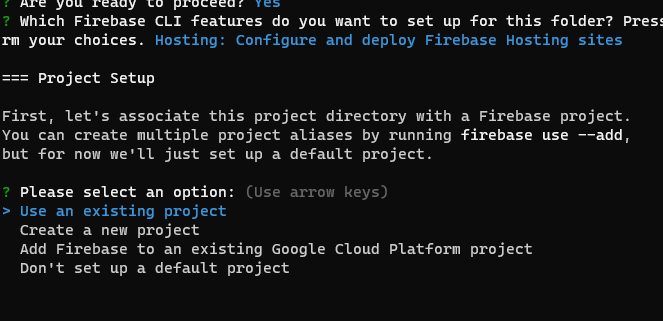 ? Are you ready to proceed? Yes
? Which Firebase CLI features do you want to set up for this folder? Press
rm your choices. Hosting: Configure and deploy Firebase Hosting sites
=== Project Setup
First, let's associate this project directory with a Firebase project.
You can create multiple project aliases by running firebase use --add,
but for now we'll just set up a default project.
? Please select an option: (Use arrow keys)
> Use an existing project
Create a new project
Add Firebase to an existing Google Cloud Platform project
Don't set up a default project